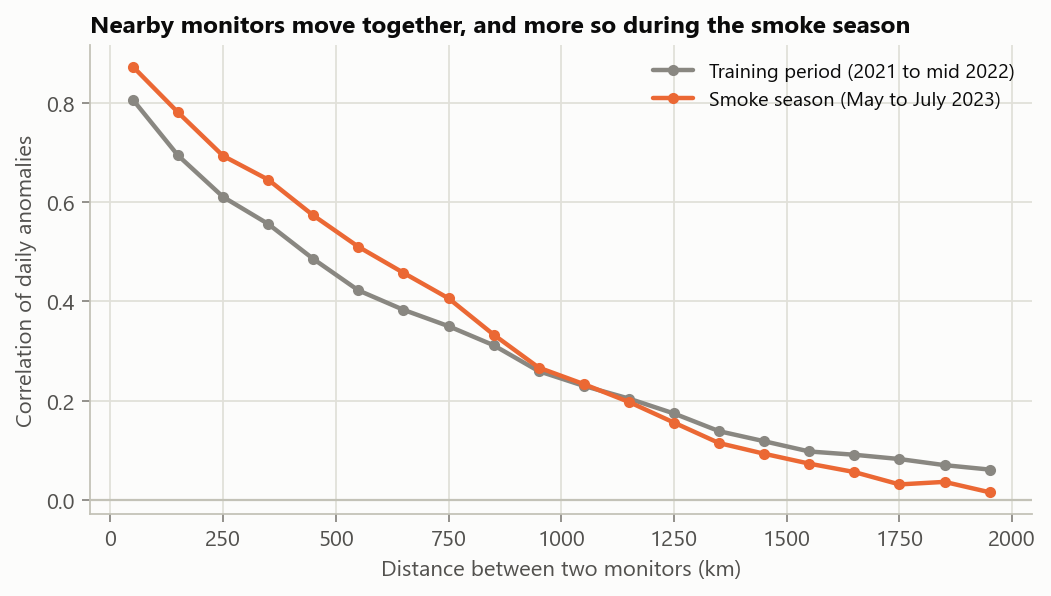 Nearby monitors move together, and more so during the smoke season
Training period (2021 to mid 2022)
Smoke season (May to July 2023)
Correlation of daily anomalies
0.8
0.6
0.4
0.2
0.0
0 250 500 750 1000 1250 1500 1750 2000
Distance between two monitors (km)